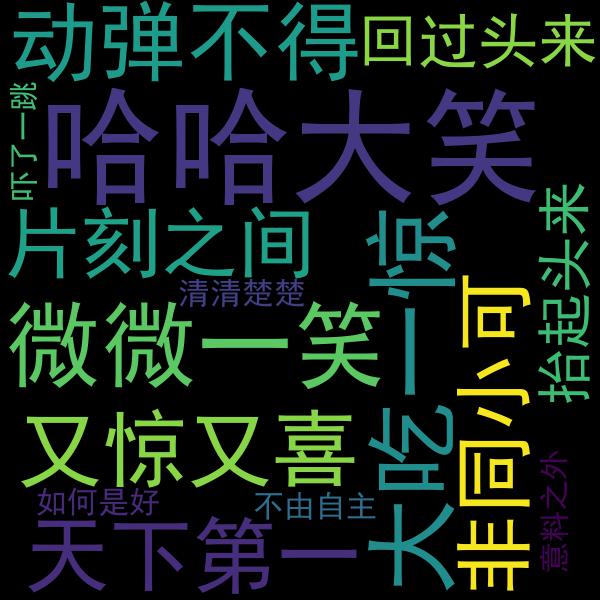 动弹不得
回过头来
吓了一跳
哈哈大笑
片刻之间
大吃一惊
抬起头来
清清楚楚
非同小可
微微一笑
又惊又喜
意料之外
如何是好
不由自主
天下第一